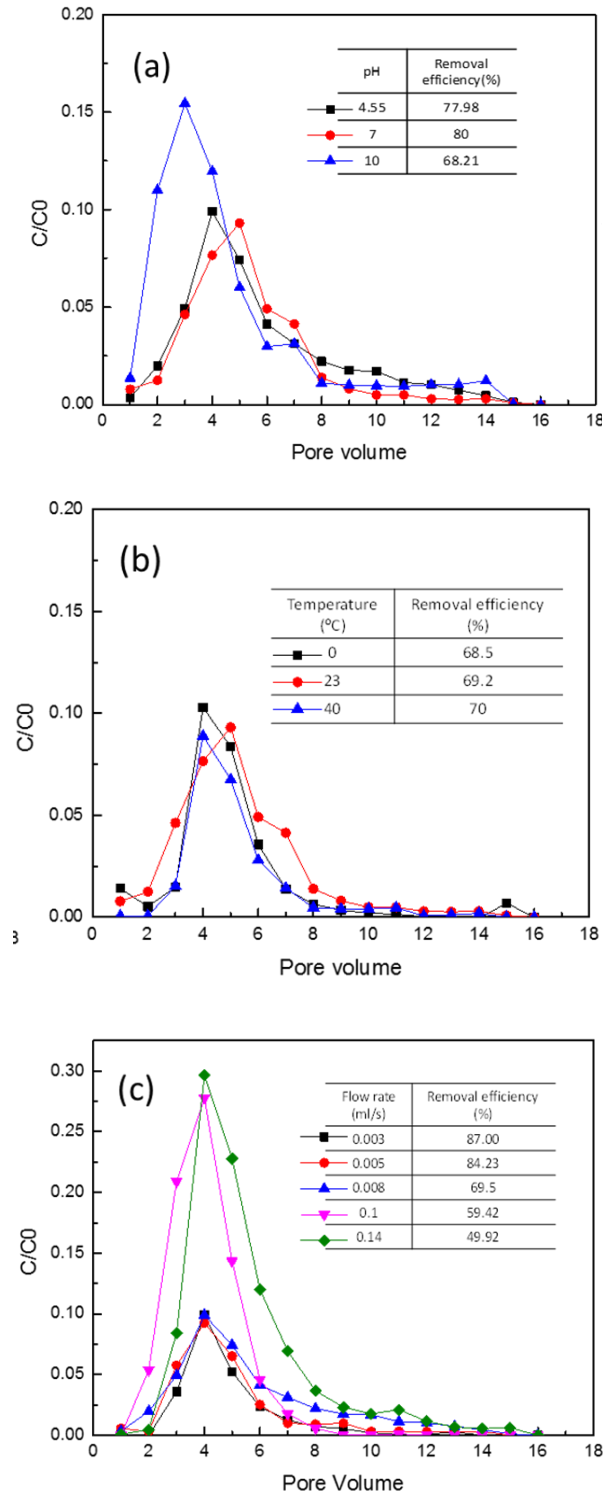 (a)
pH Removal efficiency(%)
4.55 77.98
7 80
10 68.21
C/C0
0.20
0.15
0.10
0.05
0.00
0 2 4 6 8 10 12 14 16 18
Pore volume
(b)
Temperature (°C) Removal efficiency (%)
0 68.5
23 69.2
40 70
C/C0
0.20
0.15
0.10
0.05
0.00
0 2 4 6 8 10 12 14 16 18
Pore volume
(c)
Flow rate (ml/s) Removal efficiency (%)
0.003 87.00
0.005 84.23
0.008 69.5
0.1 59.42
0.14 49.92
C/C0
0.30
0.25
0.20
0.15
0.10
0.05
0.00
0 2 4 6 8 10 12 14 16 18
Pore Volume